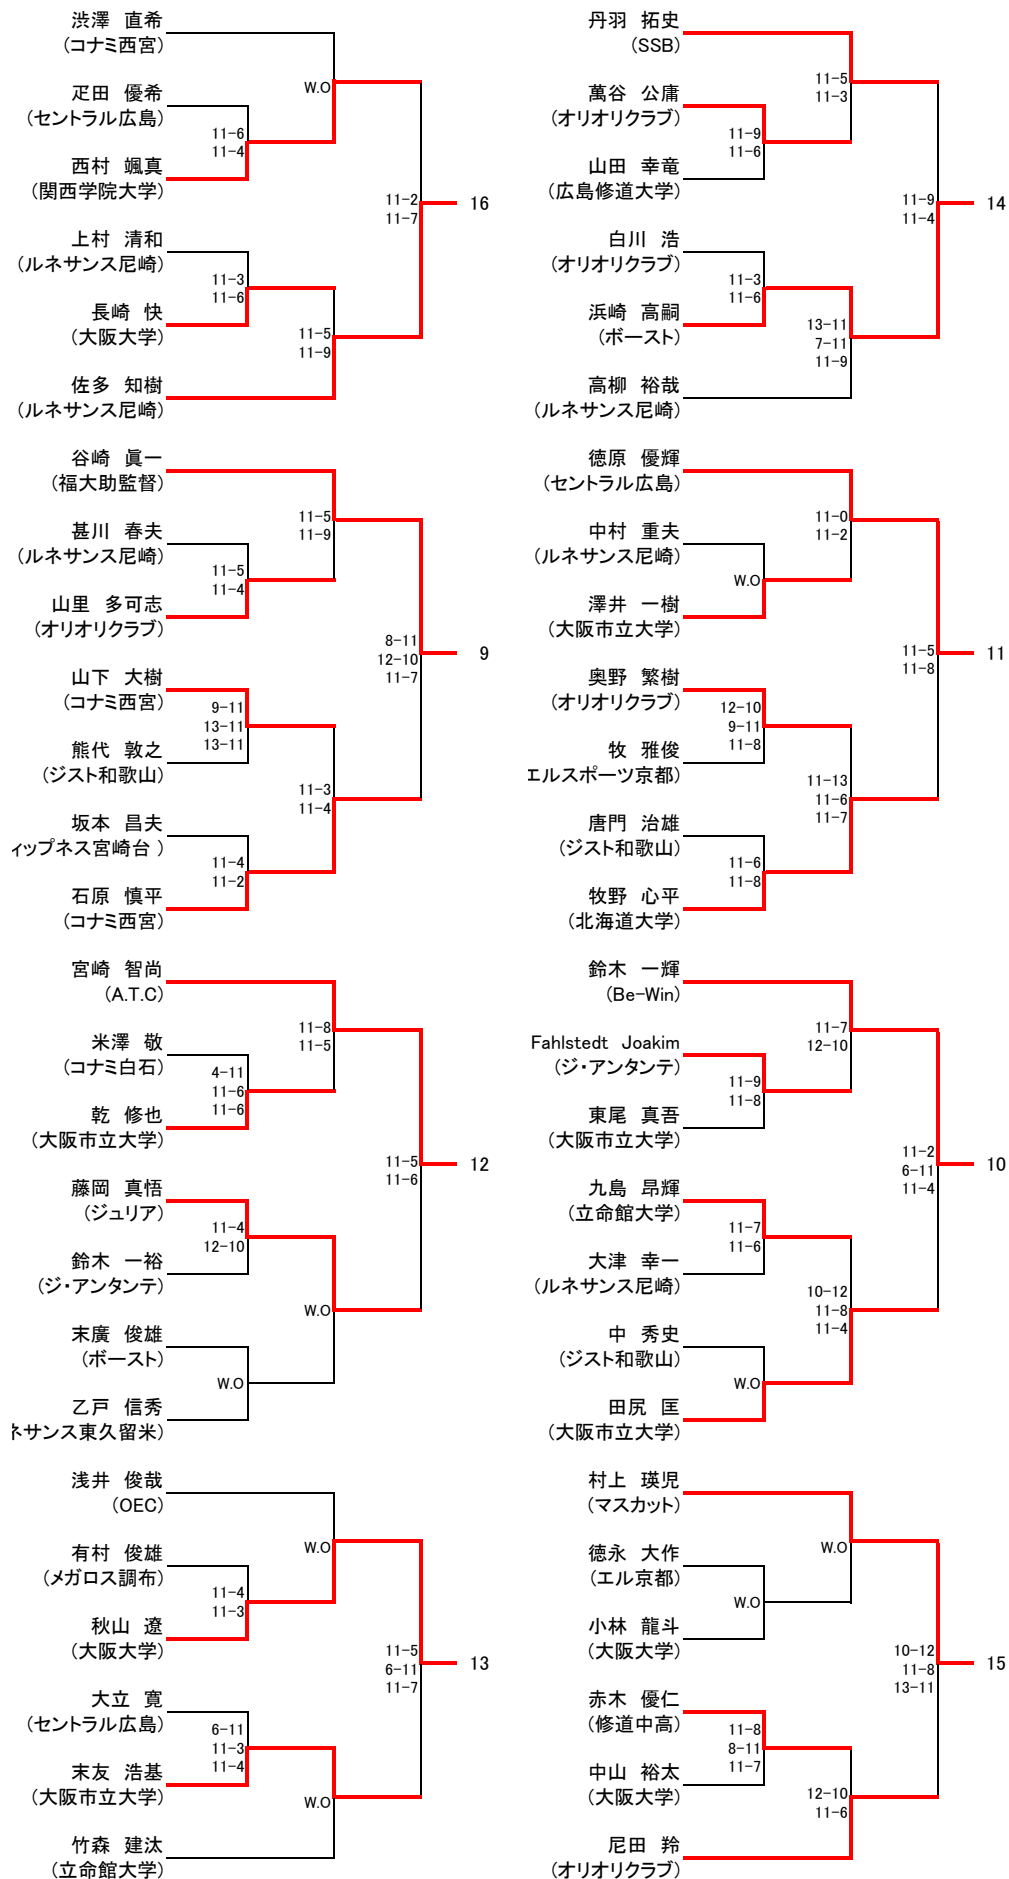 渋澤 直希
(コナミ西宮)
W.O
疋田 優希
(セントラル広島)
11-6
11-4
西村 颯真
(関西学院大学)
11-2
11-7
16
上村 清和
(ルネサンス尼崎)
11-3
11-6
長崎 快
(大阪大学)
11-5
11-9
佐多 知樹
(ルネサンス尼崎)
谷崎 眞一
(福大助監督)
11-5
11-9
甚川 春夫
(ルネサンス尼崎)
11-5
11-4
山里 多可志
(オリオリクラブ)
8-11
12-10
11-7
9
山下 大樹
(コナミ西宮)
9-11
13-11
13-11
熊代 敦之
(ジスト和歌山)
11-3
11-4
坂本 昌夫
ィップネス宮崎台 )
11-4
11-2
石原 慎平
(コナミ西宮)
宮崎 智尚
(A.T.C)
11-8
11-5
米澤 敬
(コナミ白石)
4-11
11-6
11-6
乾 修也
(大阪市立大学)
11-5
11-6
12
藤岡 真悟
(ジュリア)
11-4
12-10
鈴木 一裕
(ジ・アンタンテ)
W.O
末廣 俊雄
(ボースト)
W.O
乙戸 信秀
ネサンス東久留米)
浅井 俊哉
(OEC)
W.O
有村 俊雄
(メガロス調布)
11-4
11-3
秋山 遼
(大阪大学)
11-5
6-11
11-7
13
大立 寛
(セントラル広島)
6-11
11-3
11-4
末友 浩基
(大阪市立大学)
W.O
竹森 建汰
(立命館大学)
丹羽 拓史
(SSB)
11-5
11-3
萬谷 公庸
(オリオリクラブ)
11-9
11-6
山田 幸竜
(広島修道大学)
11-9
11-4
14
白川 浩
(オリオリクラブ)
11-3
11-6
浜崎 高嗣
(ボースト)
13-11
7-11
11-9
高柳 裕哉
(ルネサンス尼崎)
徳原 優輝
(セントラル広島)
11-0
11-2
中村 重夫
(ルネサンス尼崎)
W.O
澤井 一樹
(大阪市立大学)
11-5
11-8
11
奥野 繁樹
(オリオリクラブ)
12-10
9-11
11-8
牧 雅俊
エルスポーツ京都)
11-13
11-6
11-7
唐門 治雄
(ジスト和歌山)
11-6
11-8
牧野 心平
(北海道大学)
鈴木 一輝
(Be-Win)
11-7
12-10
Fahlstedt Joakim
(ジ・アンタンテ)
11-9
11-8
東尾 真吾
(大阪市立大学)
11-2
6-11
11-4
10
九島 昂輝
(立命館大学)
11-7
11-6
大津 幸一
(ルネサンス尼崎)
10-12
11-8
11-4
中 秀史
(ジスト和歌山)
W.O
田尻 匡
(大阪市立大学)
村上 瑛児
(マスカット)
W.O
徳永 大作
(エル京都)
W.O
小林 龍斗
(大阪大学)
10-12
11-8
13-11
15
赤木 優仁
(修道中高)
11-8
8-11
11-7
中山 裕太
(大阪大学)
12-10
11-6
尼田 羚
(オリオリクラブ)